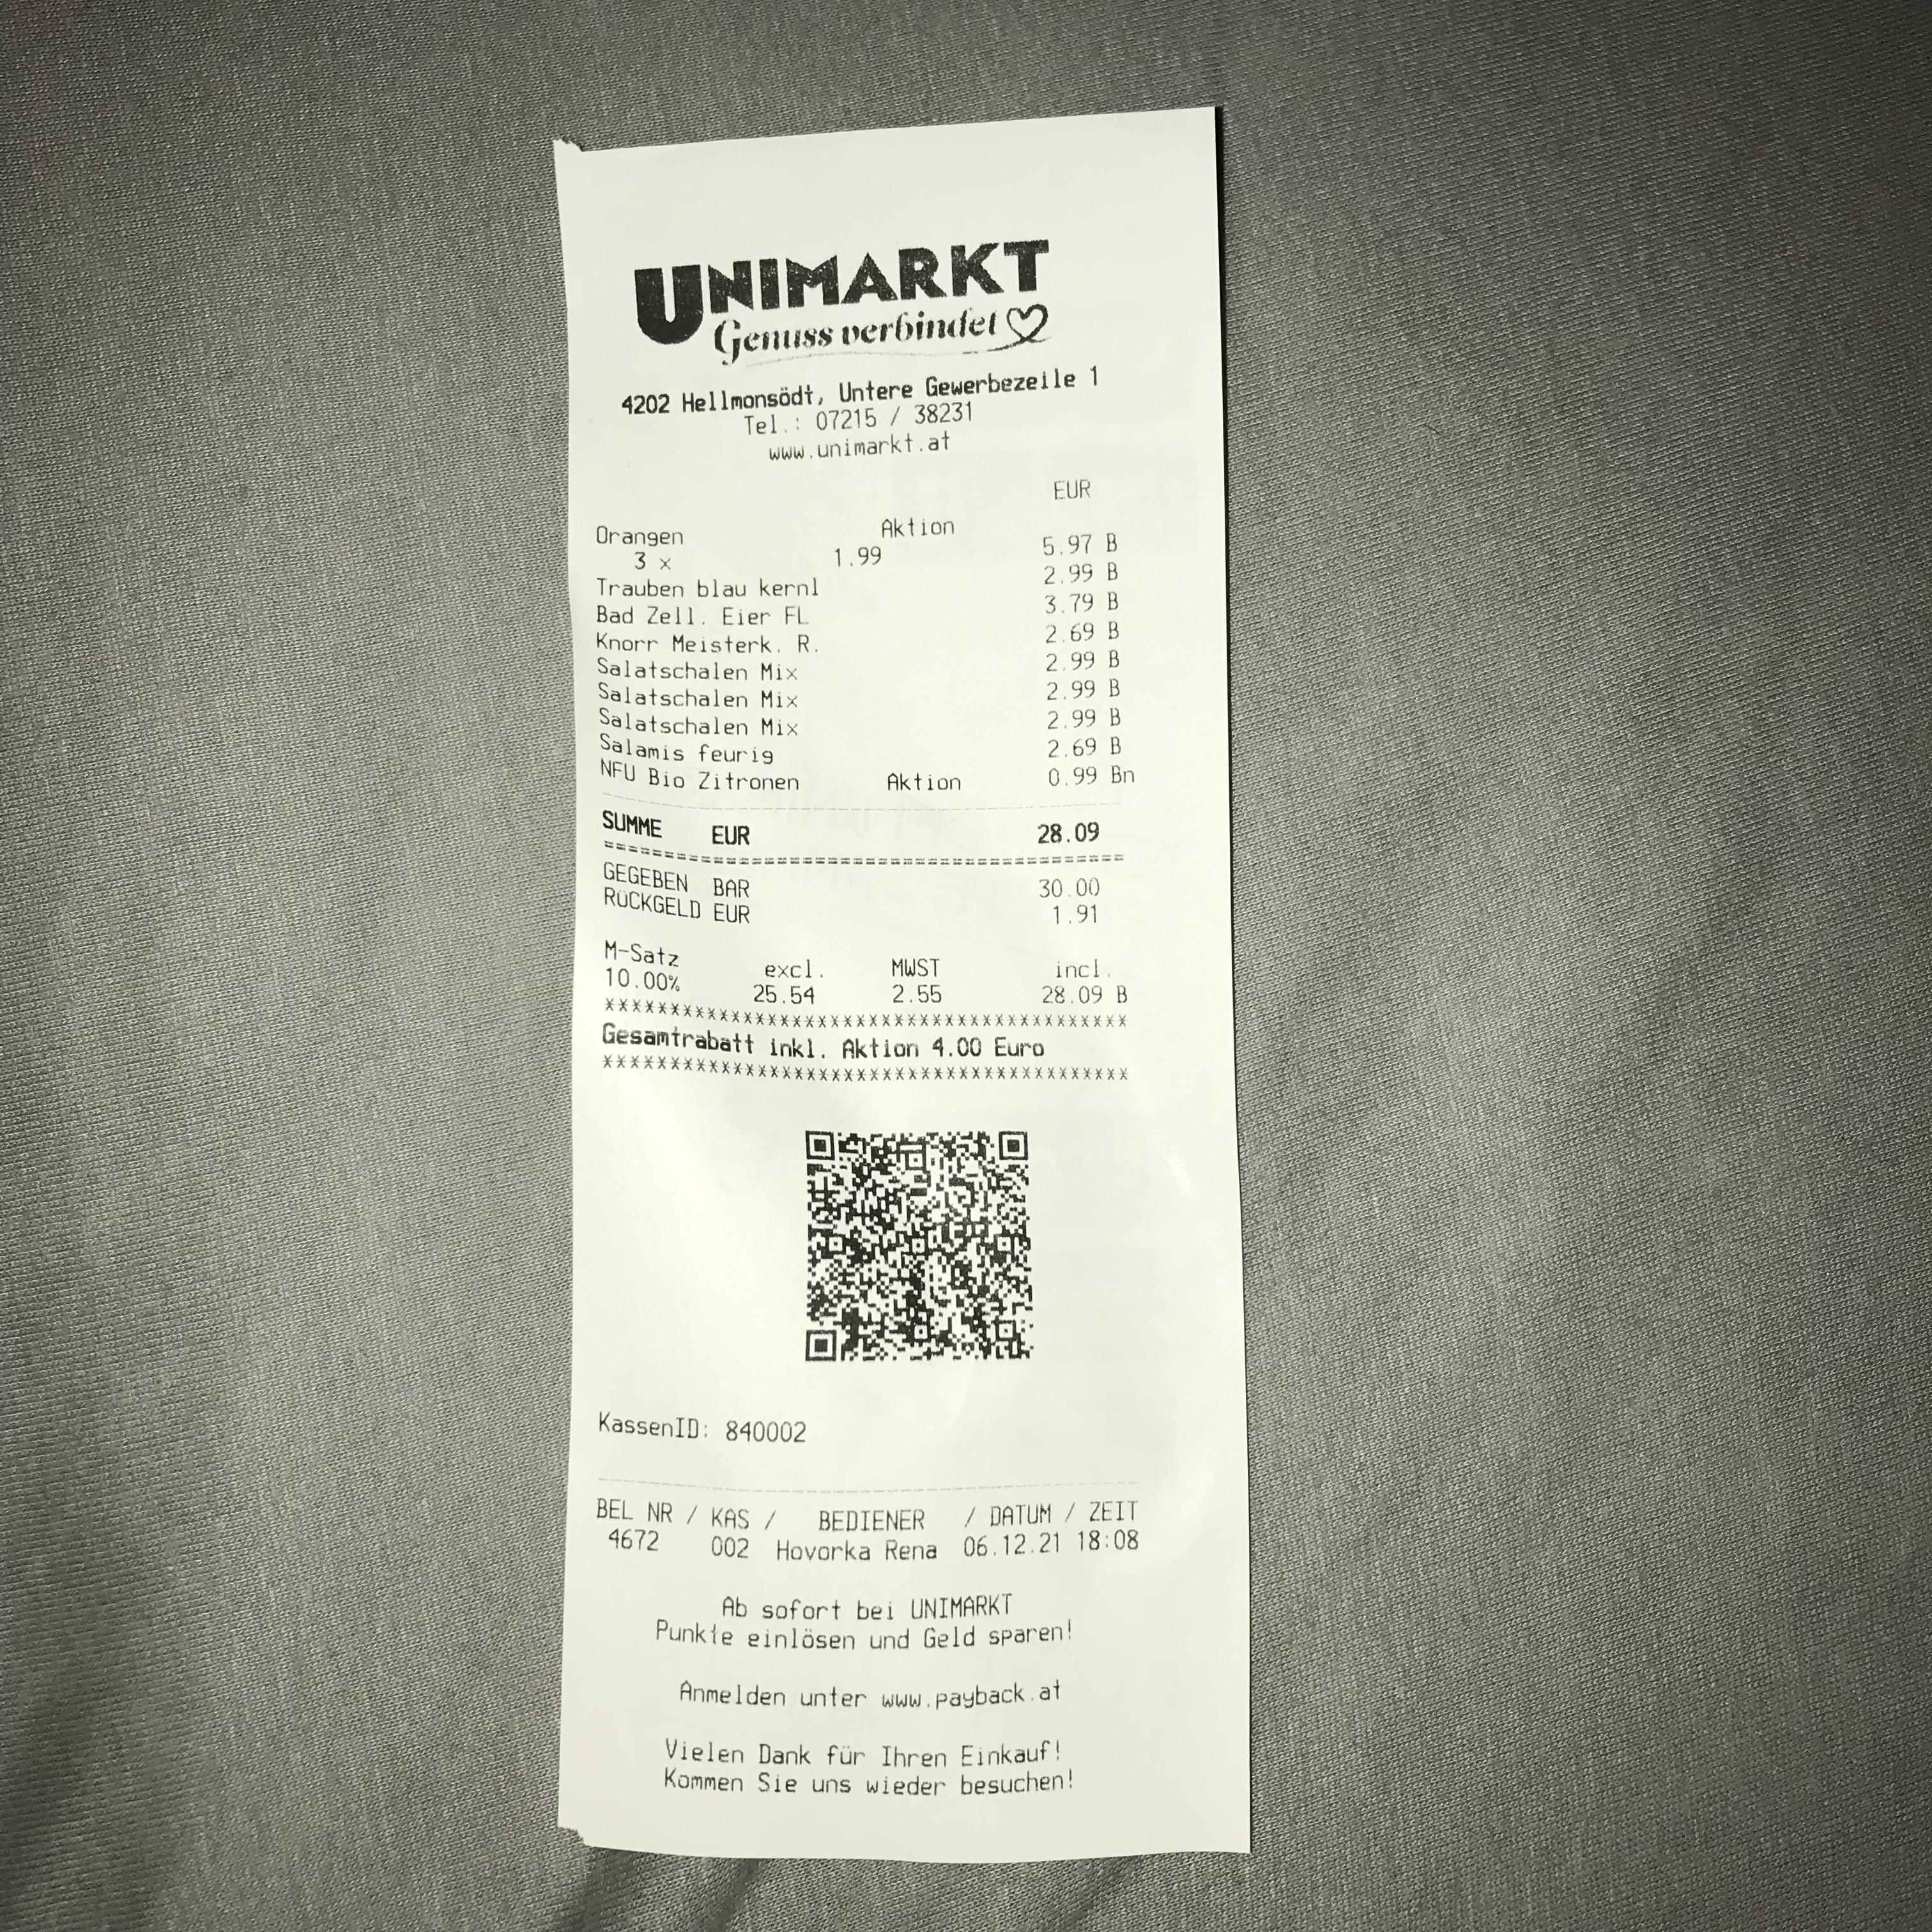 UNIMARKT
Genuss verbindet
4202 Hellmonsödt, Untere Gewerbezeile 1
Tel.: 07215 / 38231
www.unimarkt.at
EUR
Orangen Aktion
3 x 1.99 5.97 B
Trauben blau kernl 2.99 B
Bad Zell. Eier FL 3.79 B
Knorr Meisterk. R. 2.69 B
Salatschalen Mix 2.99 B
Salatschalen Mix 2.99 B
Salatschalen Mix 2.99 B
Salamis feurig 2.69 B
NFU Bio Zitronen Aktion 0.99 Bn
SUMME EUR 28.09
=======================================
GEGEBEN BAR 30.00
RÜCKGELD EUR 1.91
M-Satz excl. MWST incl.
10.00% 25.54 2.55 28.09 B
****************************************
Gesamtrabatt inkl. Aktion 4.00 Euro
****************************************
KassenID: 840002
BEL NR / KAS / BEDIENER / DATUM / ZEIT
4672 002 Hovorka Rena 06.12.21 18:08
Ab sofort bei UNIMARKT
Punkte einlösen und Geld sparen!
Anmelden unter www.payback.at
Vielen Dank für Ihren Einkauf!
Kommen Sie uns wieder besuchen!